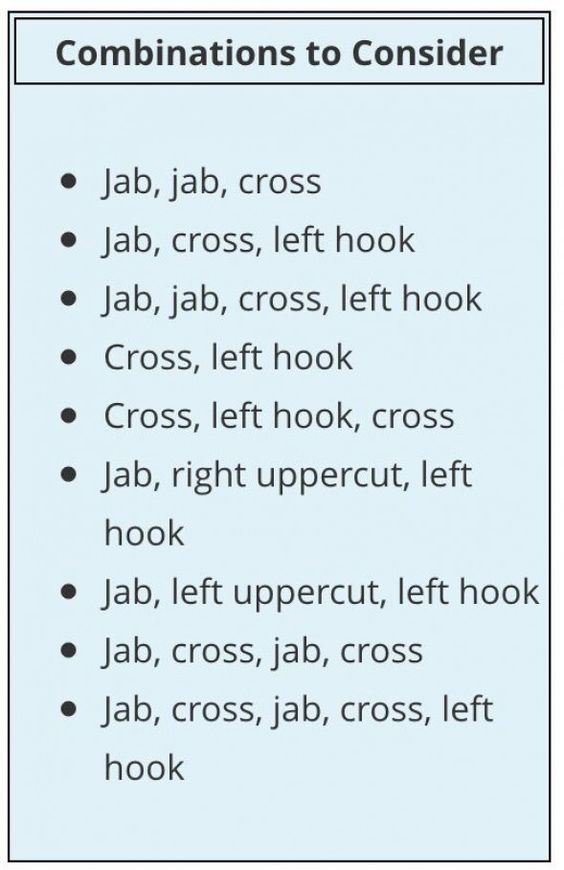 Combinations to Consider
• Jab, jab, cross
• Jab, cross, left hook
• Jab, jab, cross, left hook
• Cross, left hook
• Cross, left hook, cross
• Jab, right uppercut, left
hook
• Jab, left uppercut, left hook
• Jab, cross, jab, cross
• Jab, cross, jab, cross, left
hook